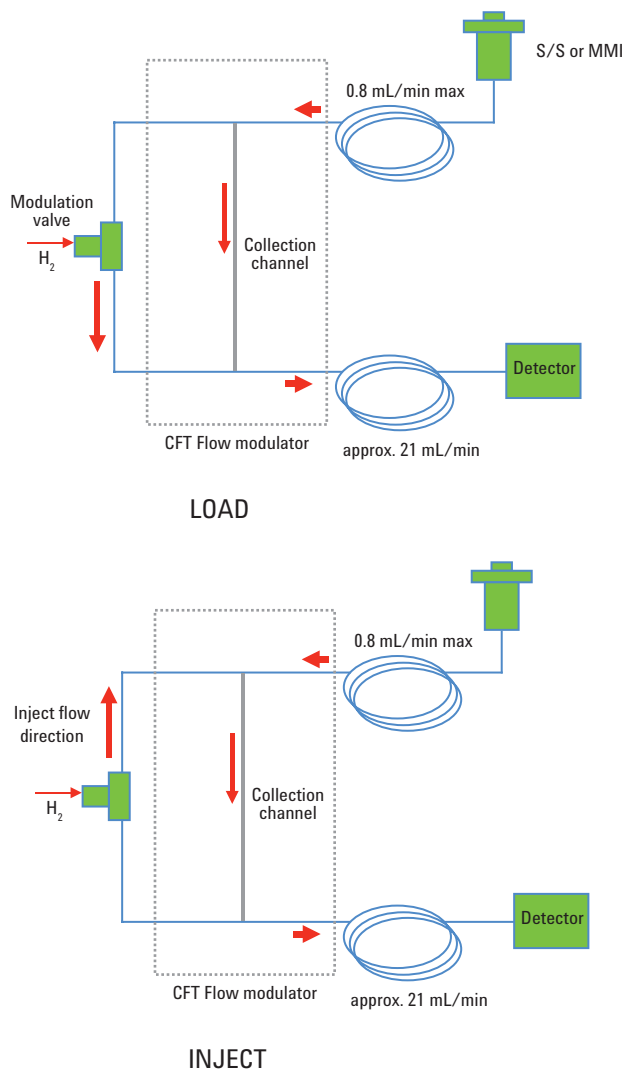 S/S or MMI
0.8 mL/min max
Modulation
valve
H2
Collection
channel
Detector
CFT Flow modulator
approx. 21 mL/min
LOAD
0.8 mL/min max
Inject flow
direction
H2
Collection
channel
Detector
CFT Flow modulator
approx. 21 mL/min
INJECT